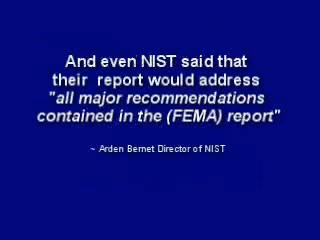 And even NIST said that
their report would address
"all major recommendations
contained in the (FEMA) report"
~ Arden Bernet Director of NIST